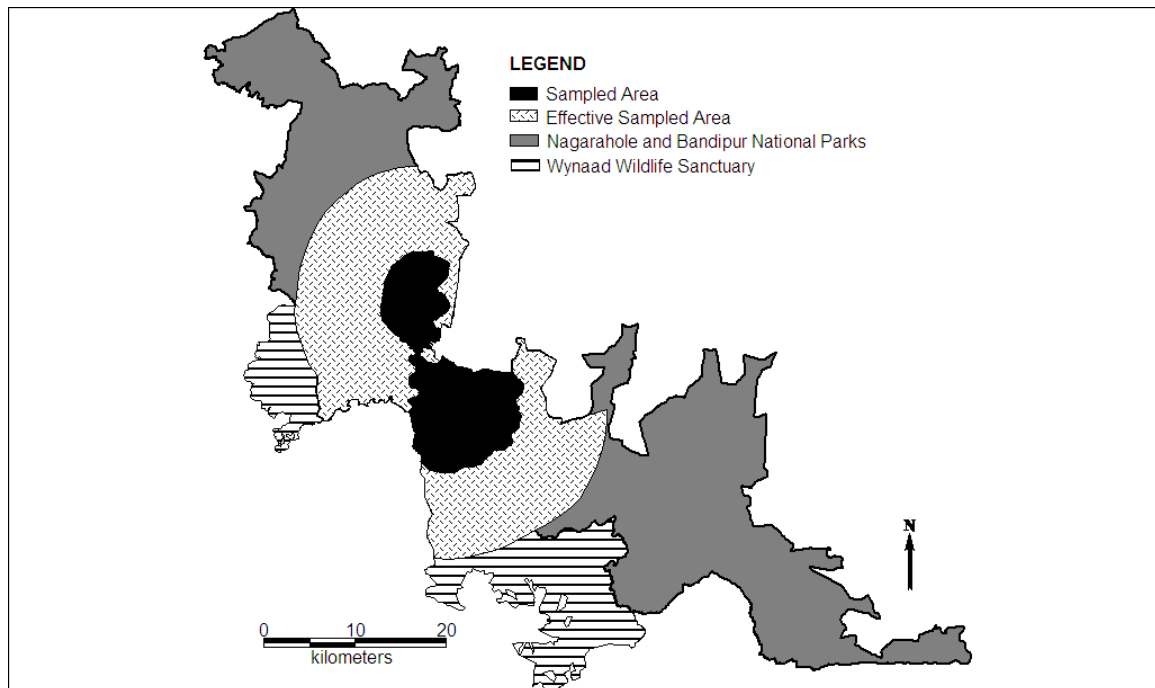 LEGEND
Sampled Area
Effective Sampled Area
Nagarahole and Bandipur National Parks
Wynaad Wildlife Sanctuary
N
0 10 20
kilometers